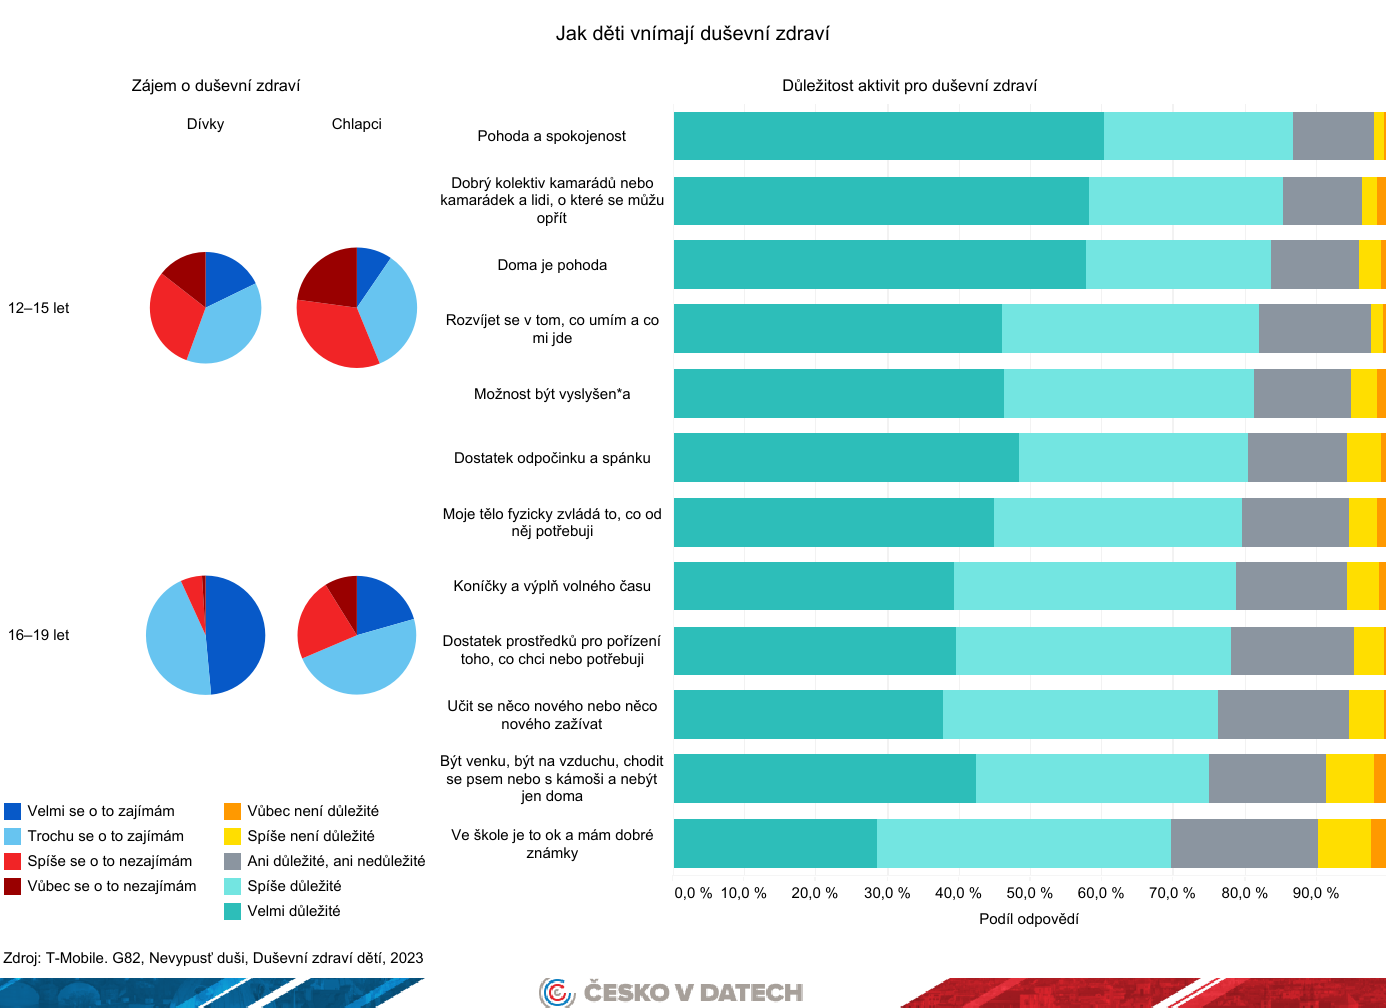 Jak děti vnímají duševní zdraví
Zájem o duševní zdraví
Dívky
Chlapci
12–15 let
16–19 let
Velmi se o to zajímám
Trochu se o to zajímám
Spíše se o to nezajímám
Vůbec se o to nezajímám
Vůbec není důležité
Spíše není důležité
Ani důležité, ani nedůležité
Spíše důležité
Velmi důležité
Důležitost aktivit pro duševní zdraví
Pohoda a spokojenost
Dobrý kolektiv kamarádů nebo
kamarádek a lidi, o které se můžu
opřít
Doma je pohoda
Rozvíjet se v tom, co umím a co
mi jde
Možnost být vyslyšen*a
Dostatek odpočinku a spánku
Moje tělo fyzicky zvládá to, co od
něj potřebuji
Koníčky a výplň volného času
Dostatek prostředků pro pořízení
toho, co chci nebo potřebuji
Učit se něco nového nebo něco
nového zažívat
Být venku, být na vzduchu, chodit
se psem nebo s kámoši a nebýt
jen doma
Ve škole je to ok a mám dobré
známky
0,0 % 10,0 % 20,0 % 30,0 % 40,0 % 50,0 % 60,0 % 70,0 % 80,0 % 90,0 %
Podíl odpovědí
Zdroj: T-Mobile. G82, Nevypusť duši, Duševní zdraví dětí, 2023
ČESKO V DATECH